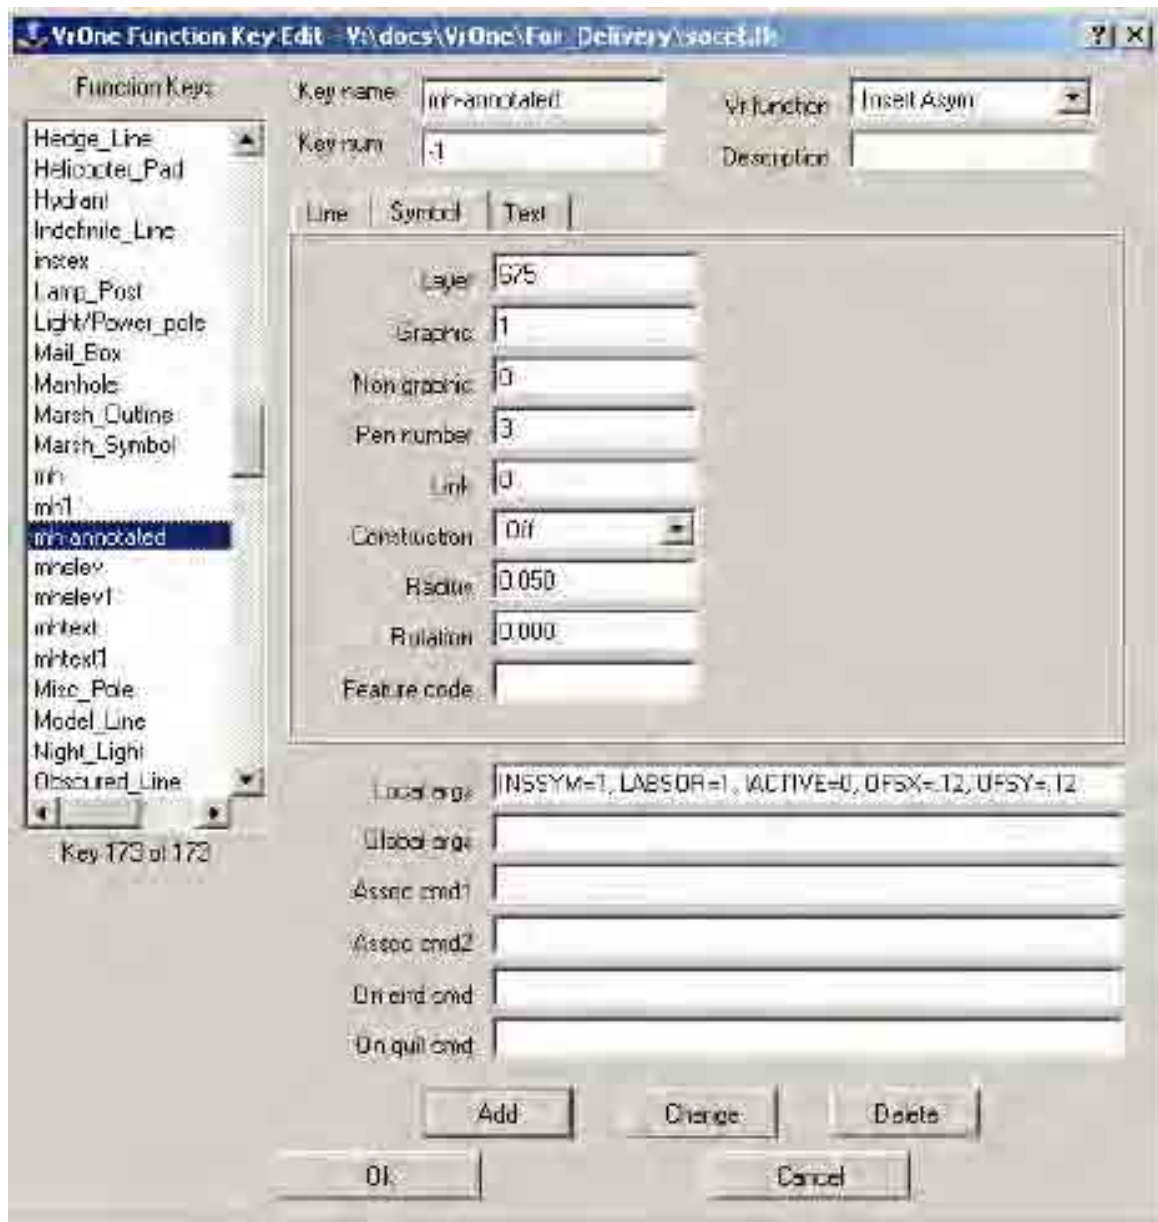 VrOne Function Key Edit - V:\docs\VrOne\For_Delivery\socet.fk
Function Keys
Hedge_Line
Helicopter_Pad
Hydrant
Indefinite_Line
instex
Lamp_Post
Light/Power_pole
Mail_Box
Manhole
Marsh_Outline
Marsh_Symbol
mh
mh1
mh-annotated
mhelev
mhelev1
mhtext
mhtext1
Misc_Pole
Model_Line
Night_Light
Obscured_Line
Key 173 of 173
Key name mh-annotated
Key num -1
Vr function Insert Asym
Description
Line Symbol Text
Layer 675
Graphic 1
Non graphic 0
Pen number 3
Link 0
Construction Off
Radius 0.050
Rotation 0.000
Feature code
Local args INSSYM=1, LABSOR=1, IACTIVE=0, OFSX=.12, OFSY=.12
Global args
Assoc cmd1
Assoc cmd2
On end cmd
On quit cmd
Add Change Delete
Ok Cancel